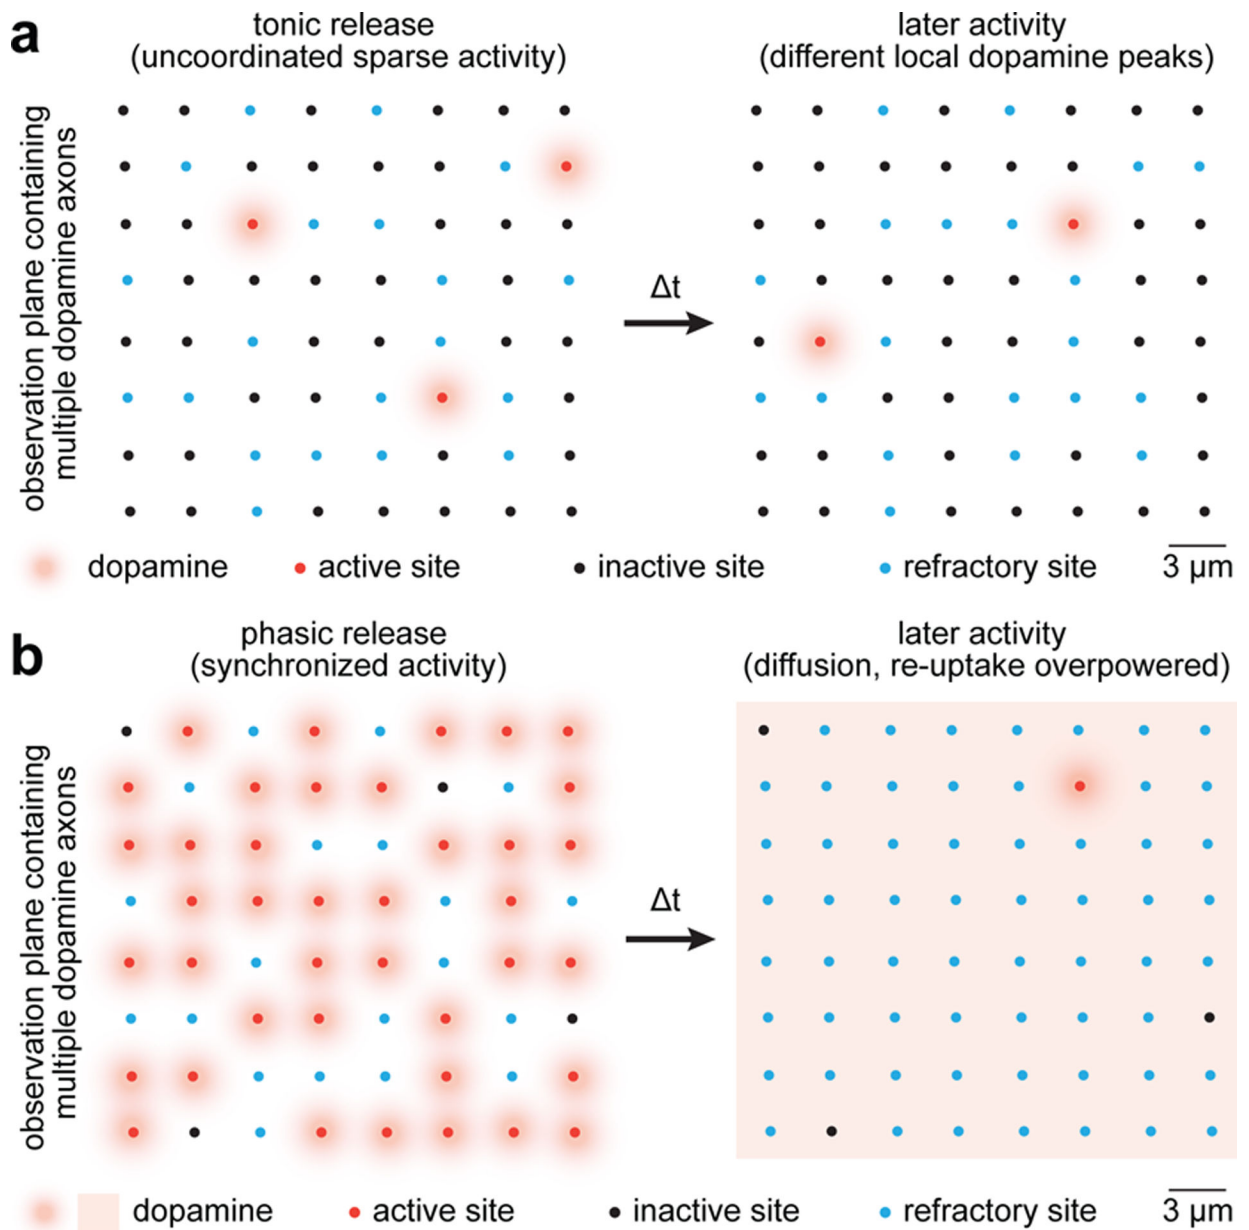 a
tonic release
(uncoordinated sparse activity)
later activity
(different local dopamine peaks)
observation plane containing
multiple dopamine axons
Δt
dopamine
active site
inactive site
refractory site
3 μm
b
phasic release
(synchronized activity)
later activity
(diffusion, re-uptake overpowered)
observation plane containing
multiple dopamine axons
Δt
dopamine
active site
inactive site
refractory site
3 μm